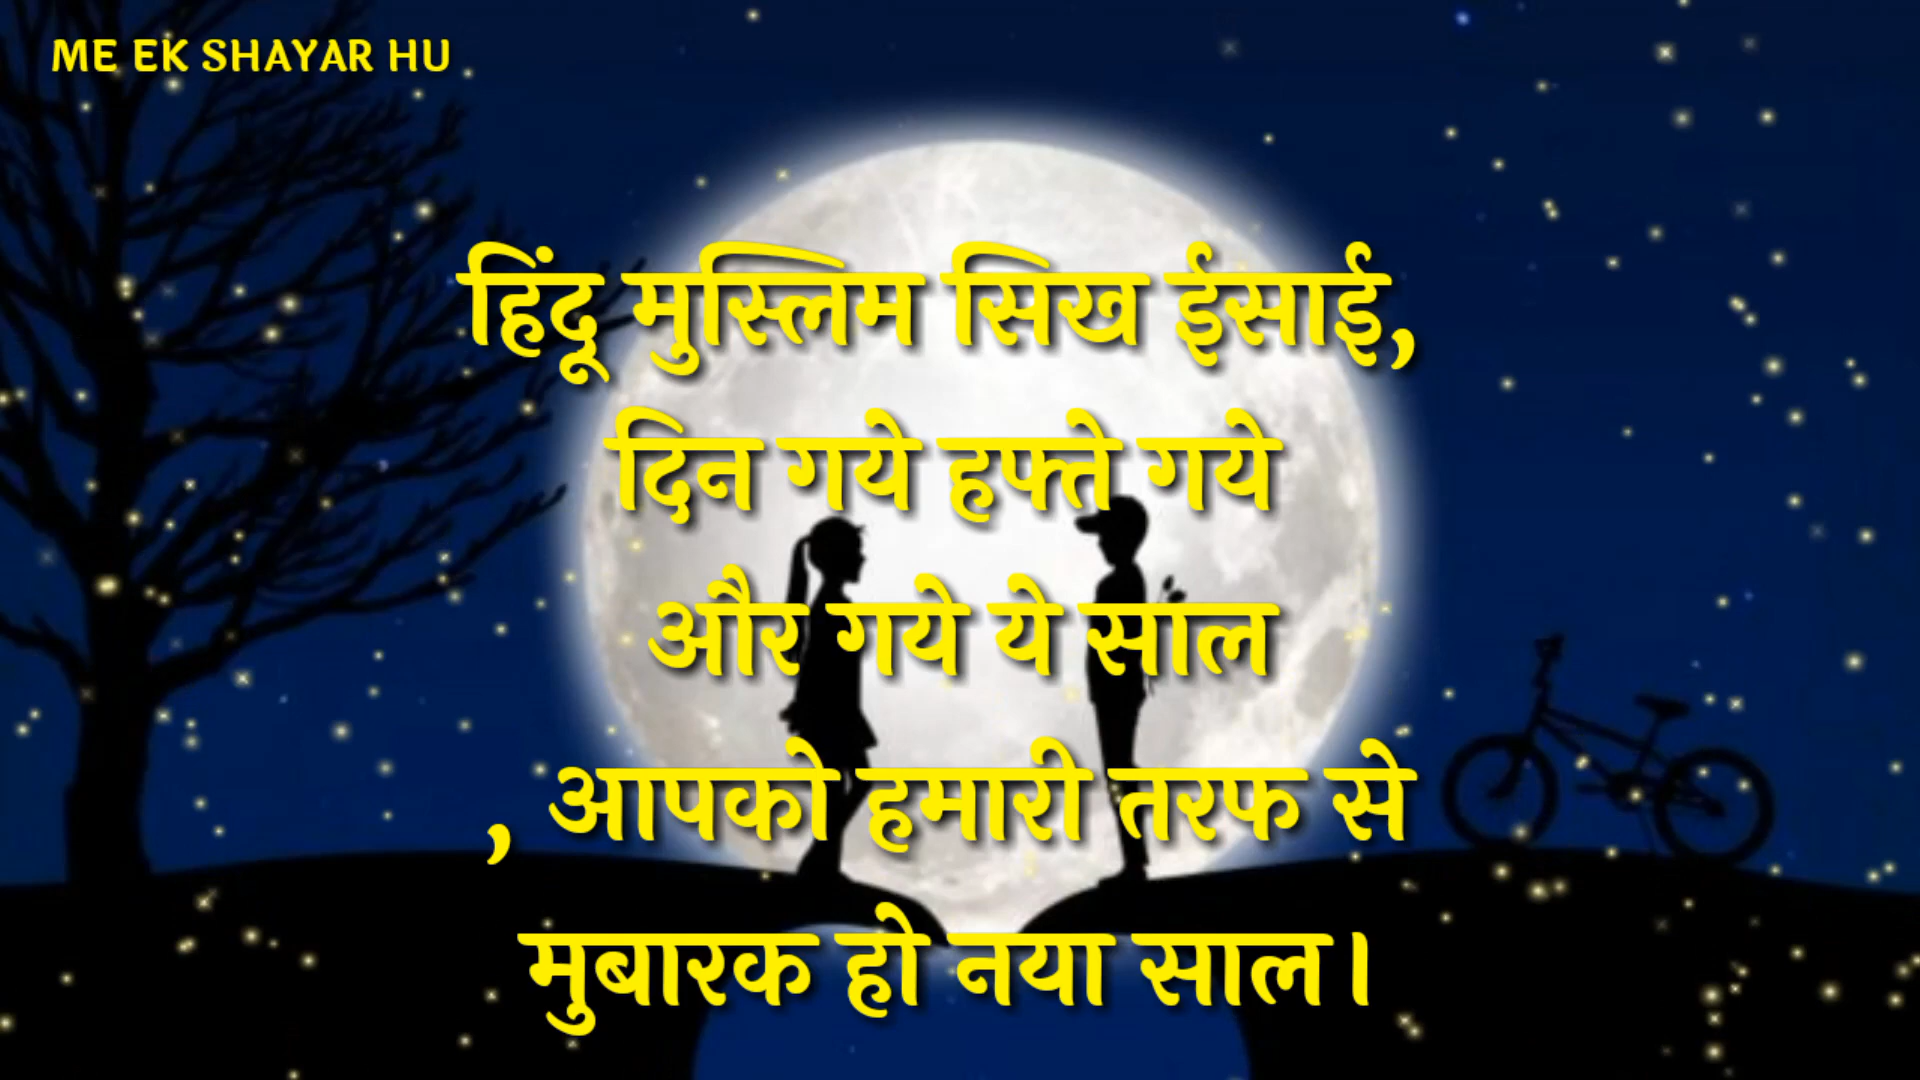 ME EK SHAYAR HU
हिंदू मुस्लिम सिख ईसाई,
दिन गये हफ्ते गये
और गये ये साल
, आपको हमारी तरफ से
मुबारक हो नया साल।